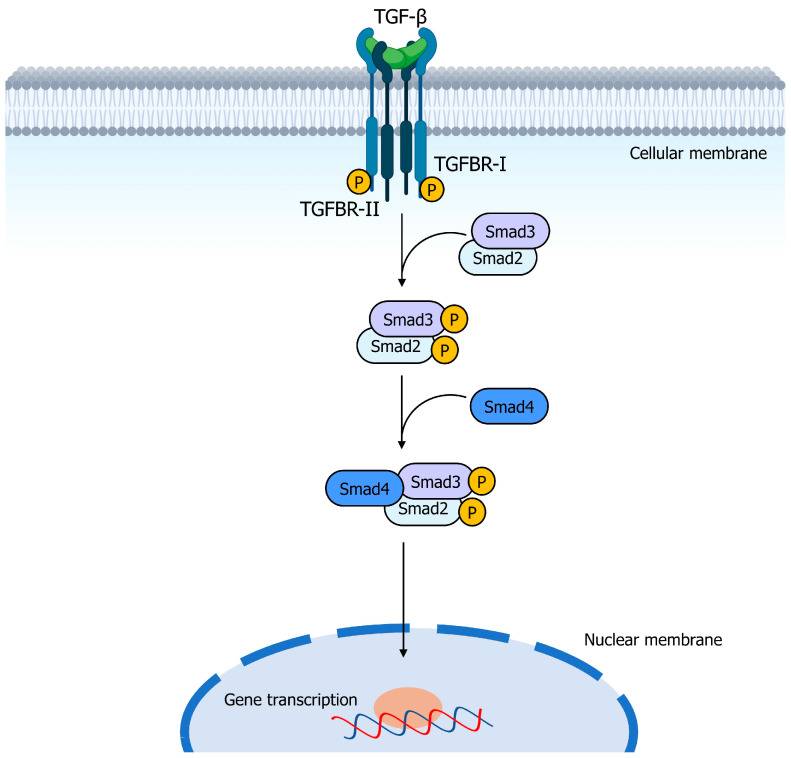 TGF-β
Cellular membrane
TGFBR-I
P
P
TGFBR-II
Smad3
Smad2
Smad3
P
Smad2
P
Smad4
Smad4
Smad3
P
Smad2
P
Nuclear membrane
Gene transcription